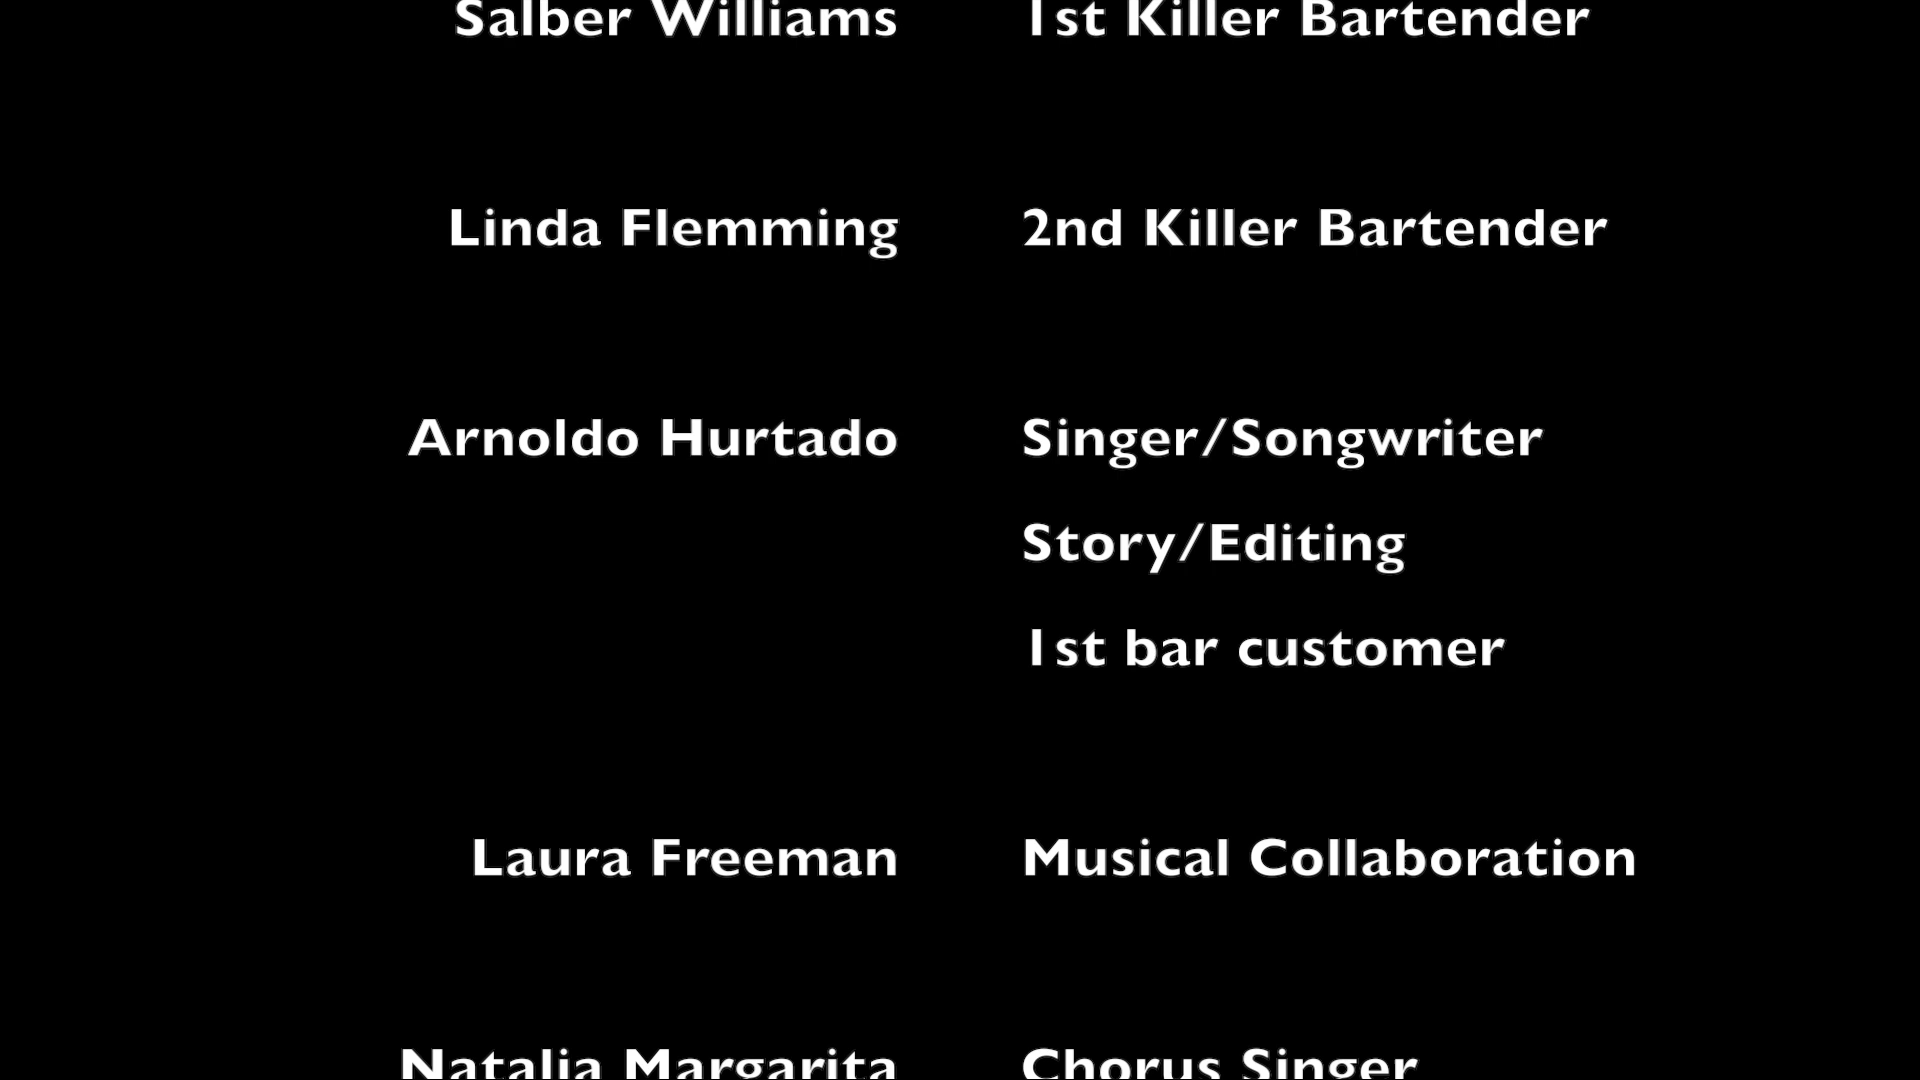 Salber Williams 1st Killer Bartender
Linda Flemming 2nd Killer Bartender
Arnoldo Hurtado Singer/Songwriter
Story/Editing
1st bar customer
Laura Freeman Musical Collaboration
Natalia Margarita Chorus Singer